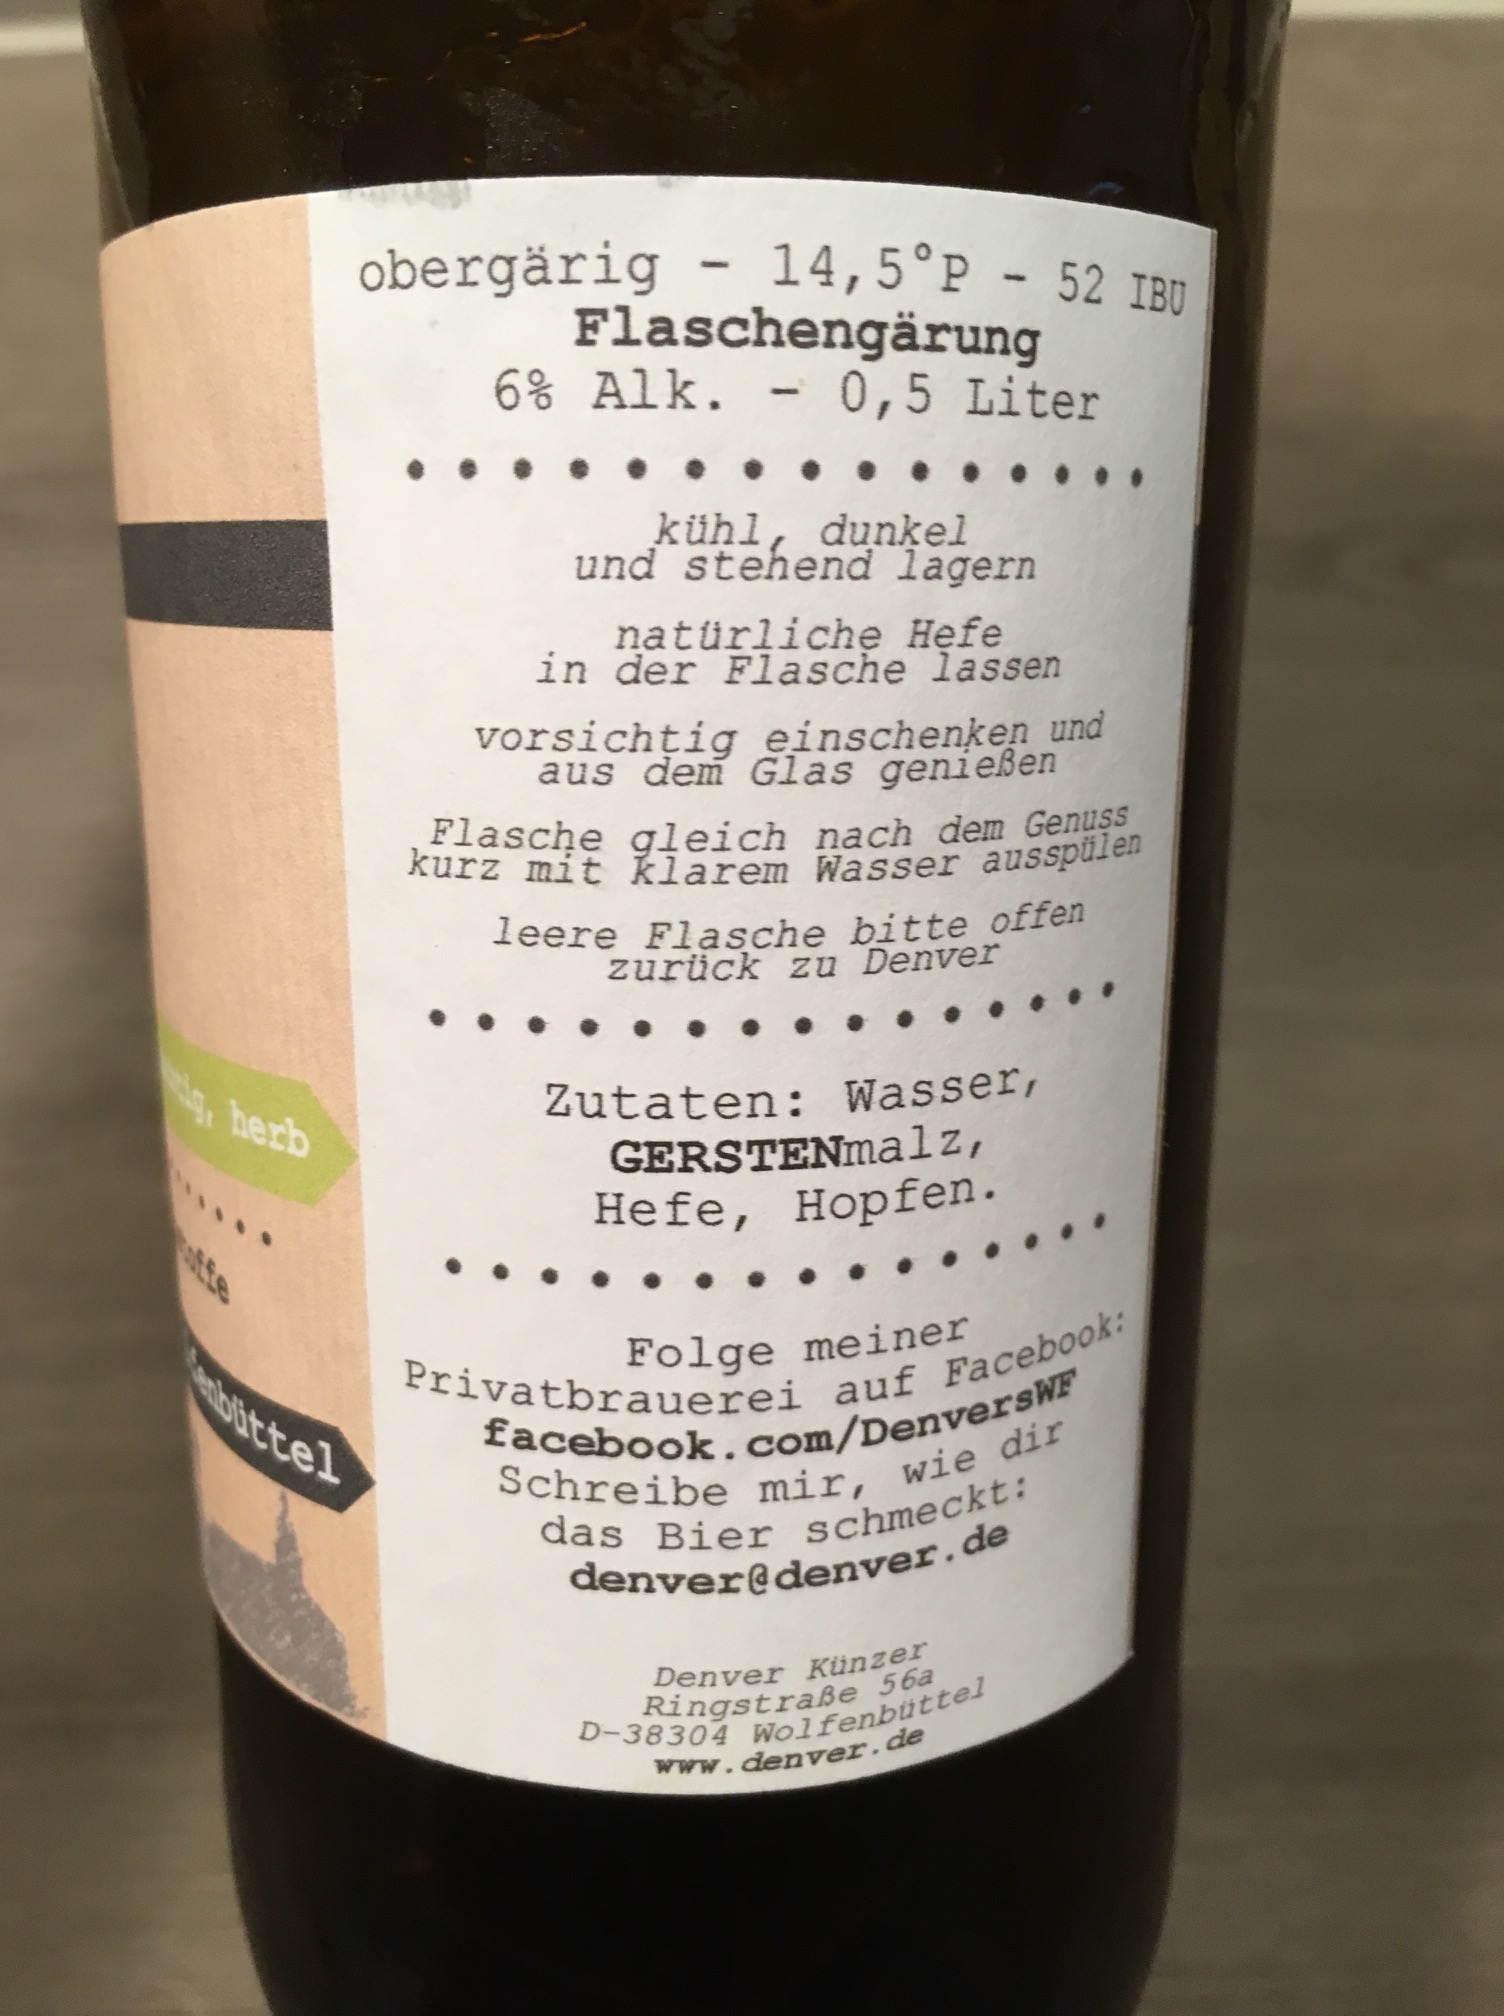 obergärig - 14,5°P - 52 IBU
Flaschengärung
6% Alk. - 0,5 Liter
kühl, dunkel
und stehend lagern
natürliche Hefe
in der Flasche lassen
vorsichtig einschenken und
aus dem Glas genießen
Flasche gleich nach dem Genuss
kurz mit klarem Wasser ausspülen
leere Flasche bitte offen
zurück zu Denver
Zutaten: Wasser,
GERSTENmalz,
Hefe, Hopfen.
Folge meiner
Privatbrauerei auf Facebook:
facebook.com/DenversWF
Schreibe mir, wie dir
das Bier schmeckt:
denver@denver.de
Denver Künzer
Ringstraße 56a
D-38304 Wolfenbüttel
www.denver.de
herb